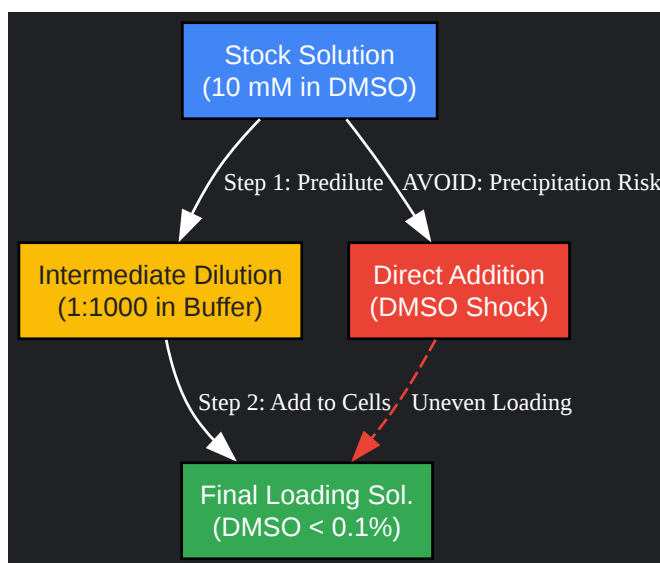 Stock Solution
(10 mM in DMSO)
Step 1: Predilute
AVOID: Precipitation Risk
Intermediate Dilution
(1:1000 in Buffer)
Direct Addition
(DMSO Shock)
Step 2: Add to Cells
Uneven Loading
Final Loading Sol.
(DMSO < 0.1%)